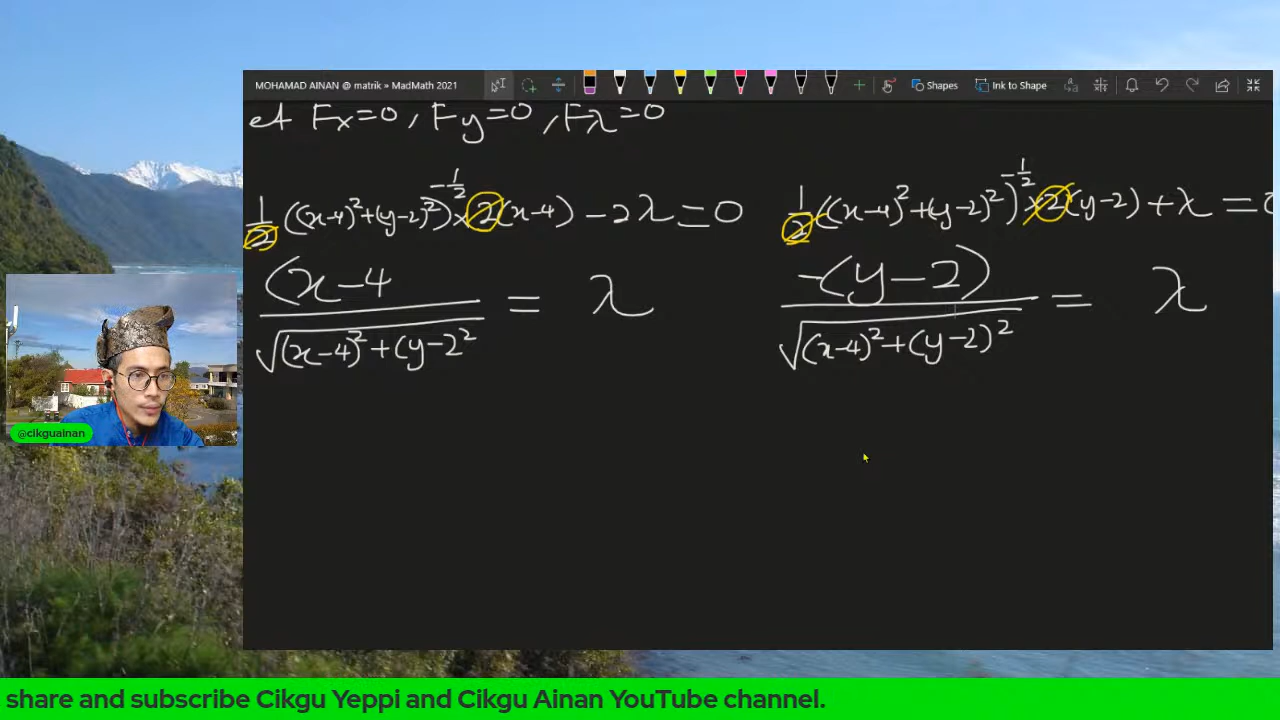 MOHAMAD AINAN @ matrik » MadMath 2021
Shapes
Ink to Shape
et Fx=0, Fy=0, Fλ=0
1/2 ((x-4)²+(y-2)²)^-1/2 × 2(x-4) - 2λ = 0
1/2 ((x-4)²+(y-2)²)^-1/2 × 2(y-2) + λ = 0
(x-4 / √(x-4)²+(y-2² = λ
-(y-2) / √(x-4)²+(y-2)² = λ
@cikguainan
share and subscribe Cikgu Yeppi and Cikgu Ainan YouTube channel.